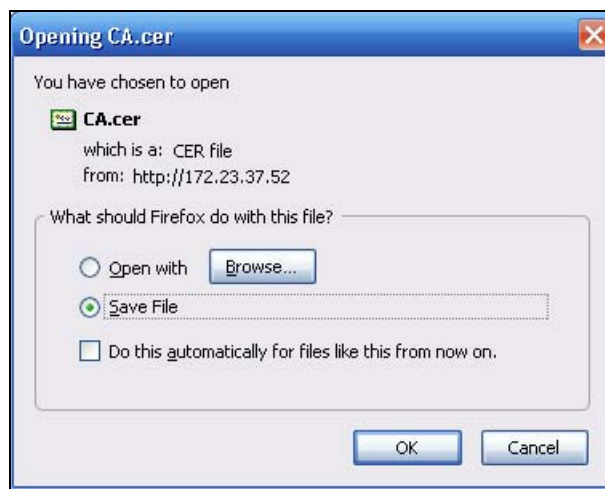 Opening CA.cer
You have chosen to open
CA.cer
which is a: CER file
from: http://172.23.37.52
What should Firefox do with this file?
Open with Browse...
Save File
Do this automatically for files like this from now on.
OK Cancel